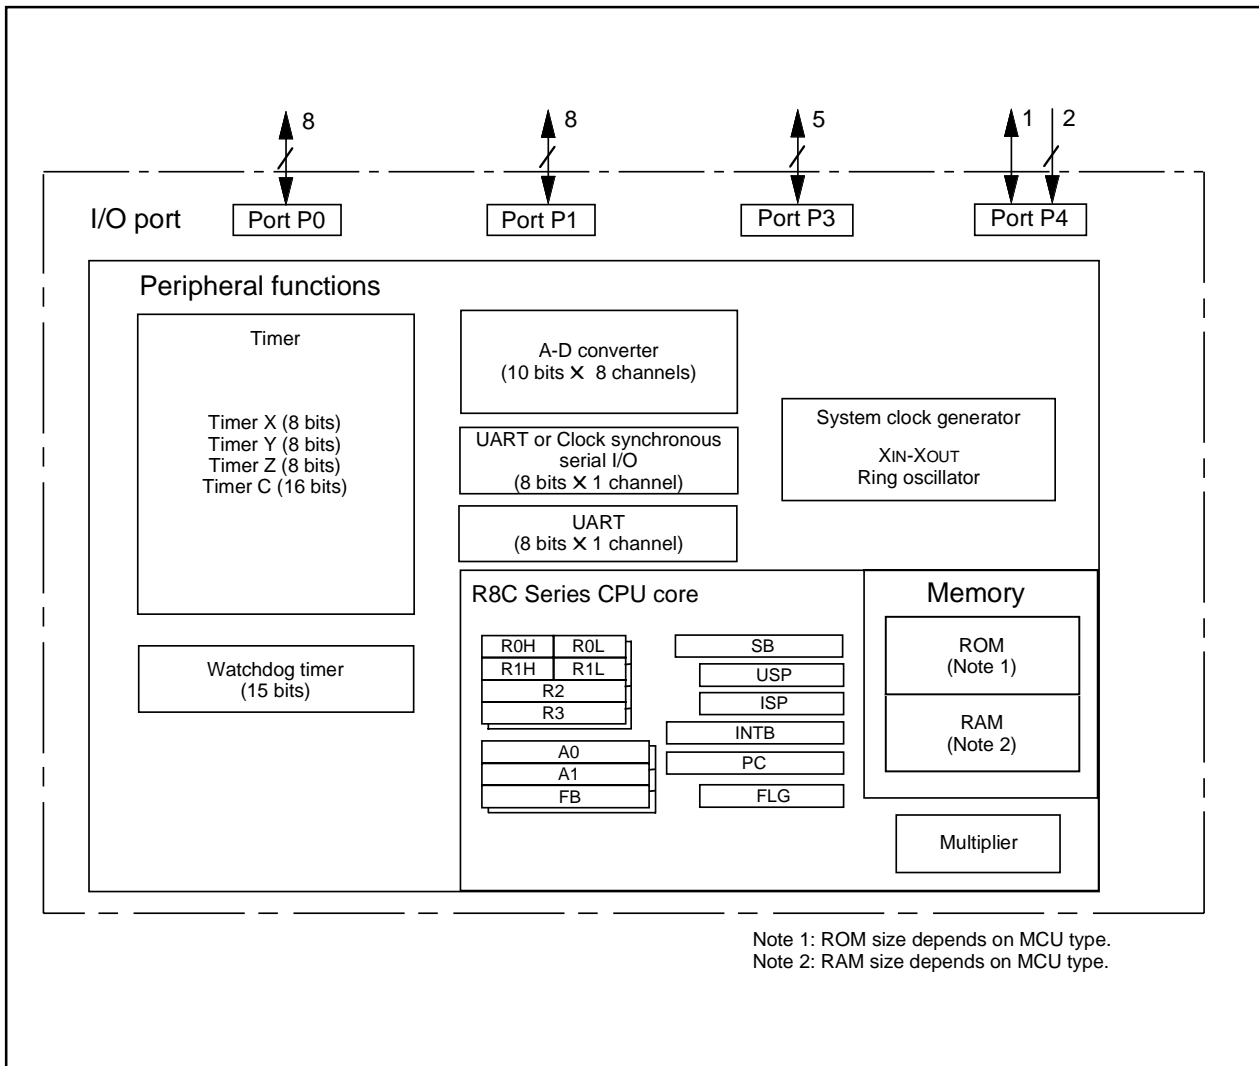 8
8
5
1
2
I/O port
Port P0
Port P1
Port P3
Port P4
Peripheral functions
Timer
Timer X (8 bits)
Timer Y (8 bits)
Timer Z (8 bits)
Timer C (16 bits)
Watchdog timer
(15 bits)
A-D converter
(10 bits X 8 channels)
UART or Clock synchronous
serial I/O
(8 bits X 1 channel)
UART
(8 bits X 1 channel)
System clock generator
XIN-XOUT
Ring oscillator
R8C Series CPU core
R0H R0L
R1H R1L
R2
R3
A0
A1
FB
SB
USP
ISP
INTB
PC
FLG
Memory
ROM
(Note 1)
RAM
(Note 2)
Multiplier
Note 1: ROM size depends on MCU type.
Note 2: RAM size depends on MCU type.